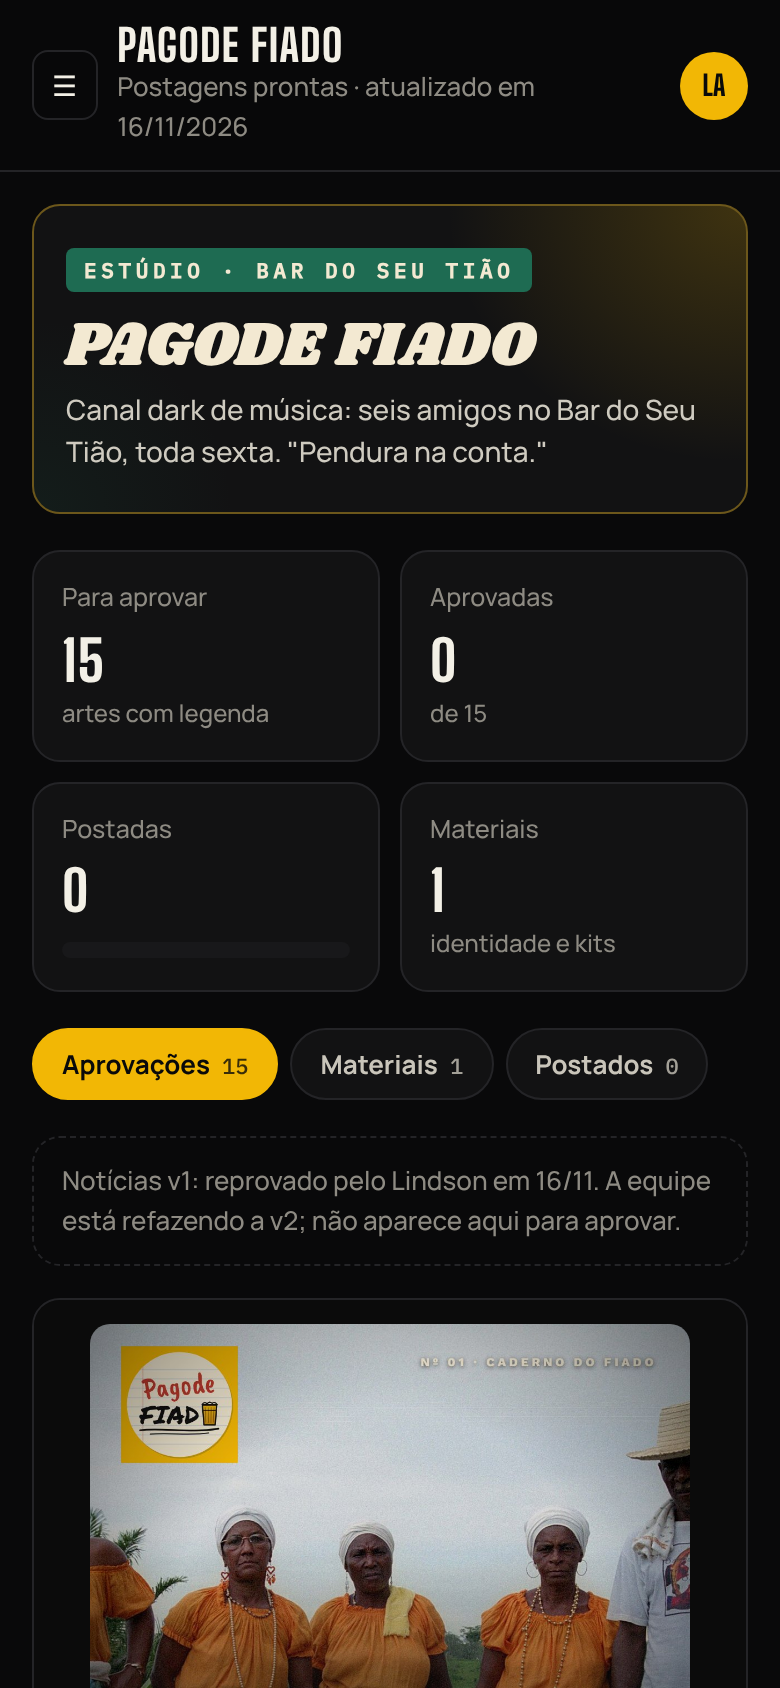 PAGODE FIADO
Postagens prontas · atualizado em
16/11/2026
LA
ESTÚDIO · BAR DO SEU TIÃO
PAGODE FIADO
Canal dark de música: seis amigos no Bar do Seu
Tião, toda sexta. "Pendura na conta."
Para aprovar
15
artes com legenda
Aprovadas
0
de 15
Postadas
0
Materiais
1
identidade e kits
Aprovações 15
Materiais 1
Postados 0
Notícias v1: reprovado pelo Lindson em 16/11. A equipe
está refazendo a v2; não aparece aqui para aprovar.
Pagode
FIAD
Nº 01 · CADERNO DO FIADO